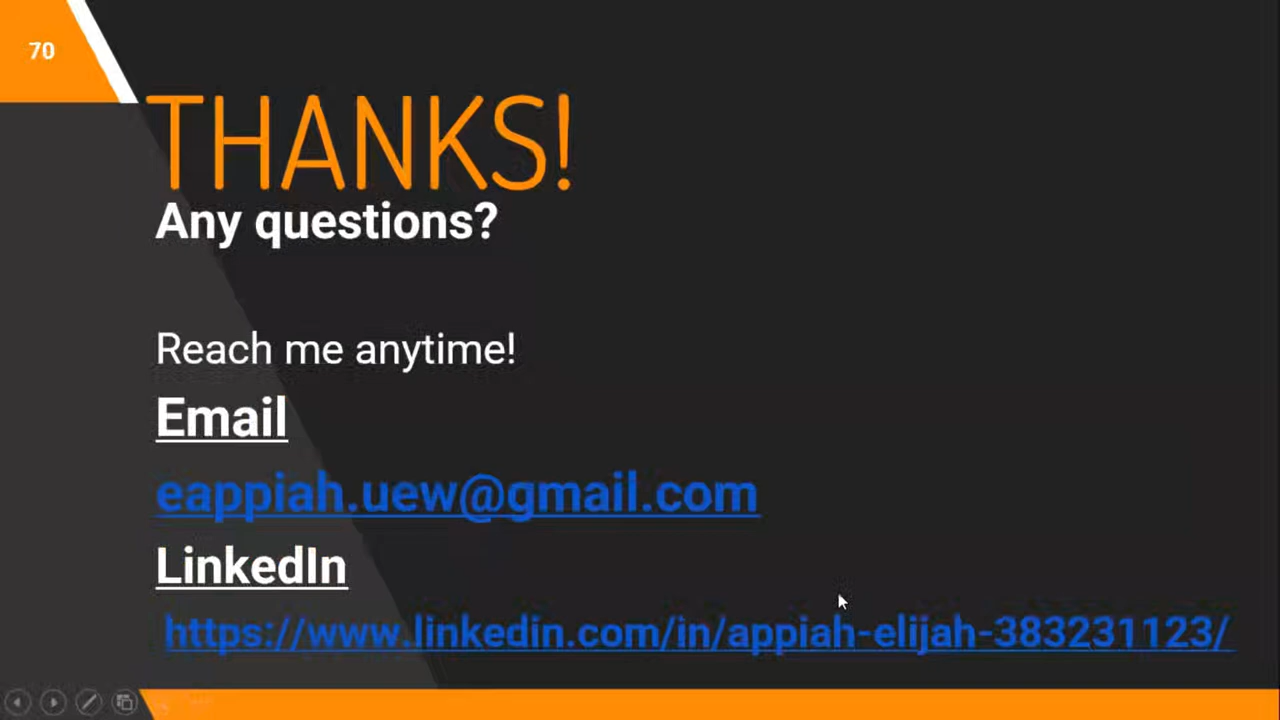 70
THANKS!
Any questions?
Reach me anytime!
Email
eappiah.uew@gmail.com
LinkedIn
https://www.linkedin.com/in/appiah-elijah-383231123/